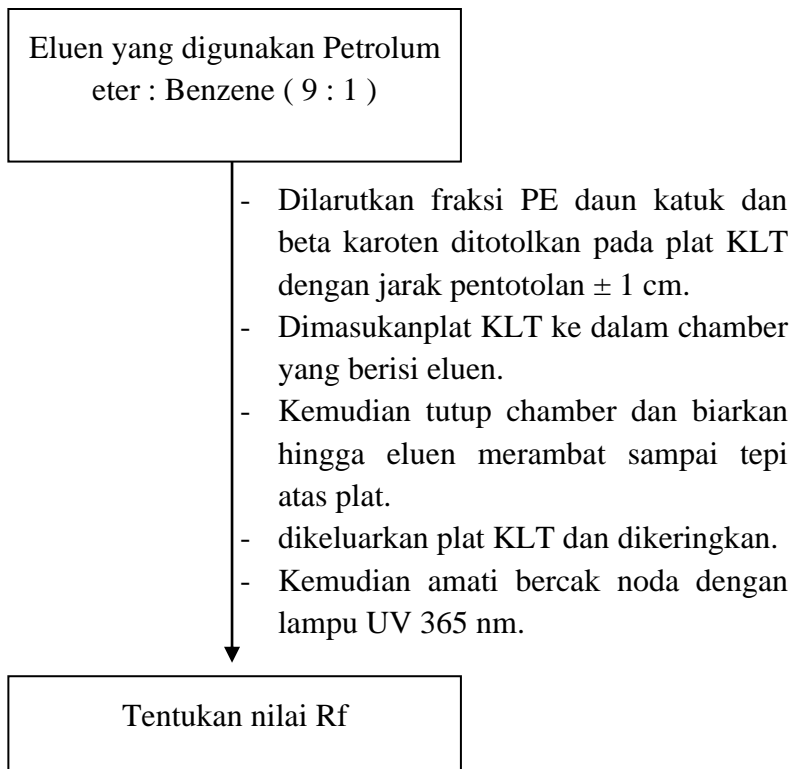 Eluen yang digunakan Petrolum
eter : Benzene ( 9 : 1 )
- Dilarutkan fraksi PE daun katuk dan
beta karoten ditotolkan pada plat KLT
dengan jarak pentotolan ± 1 cm.
- Dimasukanplat KLT ke dalam chamber
yang berisi eluen.
- Kemudian tutup chamber dan biarkan
hingga eluen merambat sampai tepi
atas plat.
- dikeluarkan plat KLT dan dikeringkan.
- Kemudian amati bercak noda dengan
lampu UV 365 nm.
Tentukan nilai Rf